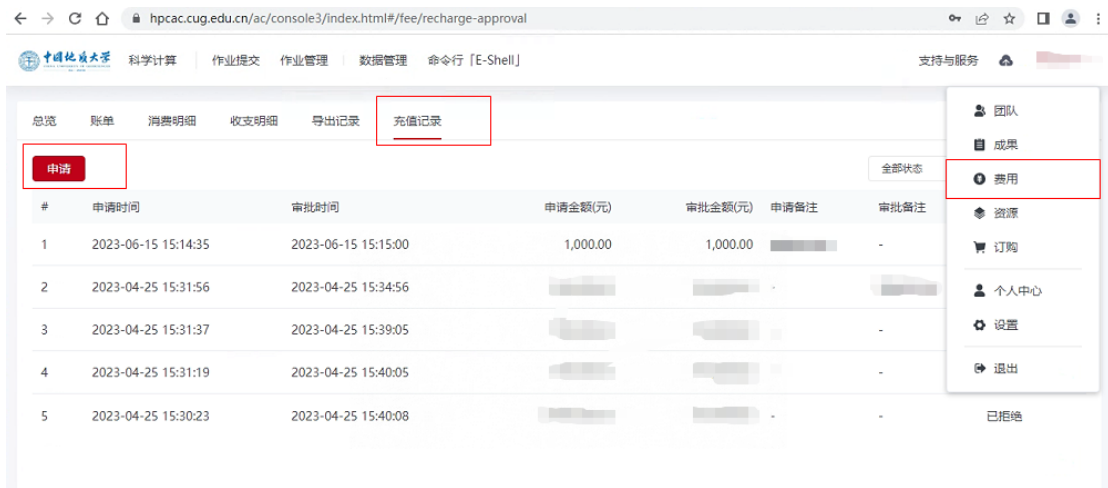 hpcac.cug.edu.cn/ac/console3/index.html#/fee/recharge-approval
中国地质大学 科学计算 作业提交 作业管理 数据管理 命令行「E-Shell」 支持与服务
总览 账单 消费明细 收支明细 导出记录 充值记录
团队
成果
申请 全部状态
费用
# 申请时间 审批时间 申请金额(元) 审批金额(元) 申请备注 审批备注
资源
1 2023-06-15 15:14:35 2023-06-15 15:15:00 1,000.00 1,000.00 -
订购
2 2023-04-25 15:31:56 2023-04-25 15:34:56 -
个人中心
3 2023-04-25 15:31:37 2023-04-25 15:39:05 -
设置
4 2023-04-25 15:31:19 2023-04-25 15:40:05 -
退出
5 2023-04-25 15:30:23 2023-04-25 15:40:08 - - 已拒绝